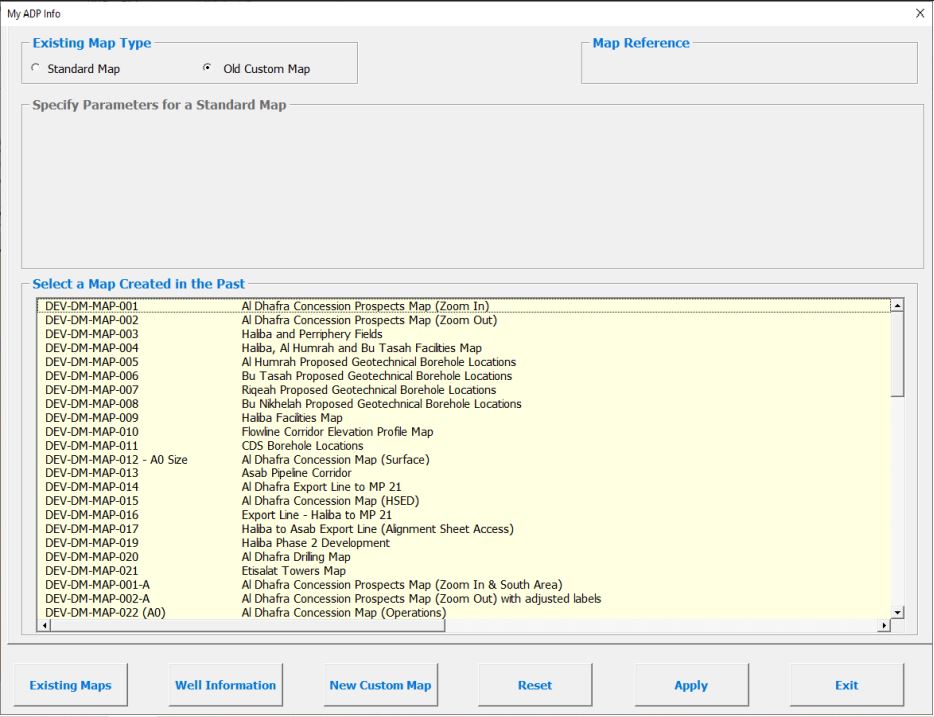 My ADP Info
Existing Map Type
Map Reference
Standard Map
Old Custom Map
Specify Parameters for a Standard Map
Select a Map Created in the Past
DEV-DM-MAP-001 Al Dhafra Concession Prospects Map (Zoom In)
DEV-DM-MAP-002 Al Dhafra Concession Prospects Map (Zoom Out)
DEV-DM-MAP-003 Haliba and Perriphery Fields
DEV-DM-MAP-004 Haliba, Al Humrah and Bu Tasah Facilities Map
DEV-DM-MAP-005 Al Humrah Proposed Geotechnical Borehole Locations
DEV-DM-MAP-006 Bu Tasah Proposed Geotechnical Borehole Locations
DEV-DM-MAP-007 Riqeah Proposed Geotechnical Borehole Locations
DEV-DM-MAP-008 Bu Nikhelah Proposed Geotechnical Borehole Locations
DEV-DM-MAP-009 Haliba Facilities Map
DEV-DM-MAP-010 Flowline Corridor Elevation Profile Map
DEV-DM-MAP-011 CDS Borehole Locations
DEV-DM-MAP-012 - A0 Size Al Dhafra Concession Map (Surface)
DEV-DM-MAP-013 Asab Pipeline Corridor
DEV-DM-MAP-014 Al Dhafra Export Line to MP 21
DEV-DM-MAP-015 Al Dhafra Concession Map (HSED)
DEV-DM-MAP-016 Export Line - Haliba to MP 21
DEV-DM-MAP-017 Haliba to Asab Export Line (Alignment Sheet Access)
DEV-DM-MAP-019 Haliba Phase 2 Development
DEV-DM-MAP-020 Al Dhafra Drilling Map
DEV-DM-MAP-021 Etisalat Towers Map
DEV-DM-MAP-001-A Al Dhafra Concession Prospects Map (Zoom In & South Area)
DEV-DM-MAP-002-A Al Dhafra Concession Prospects Map (Zoom Out) with adjusted labels
DEV-DM-MAP-022 (A0) Al Dhafra Concession Map (Operations)
Existing Maps
Well Information
New Custom Map
Reset
Apply
Exit